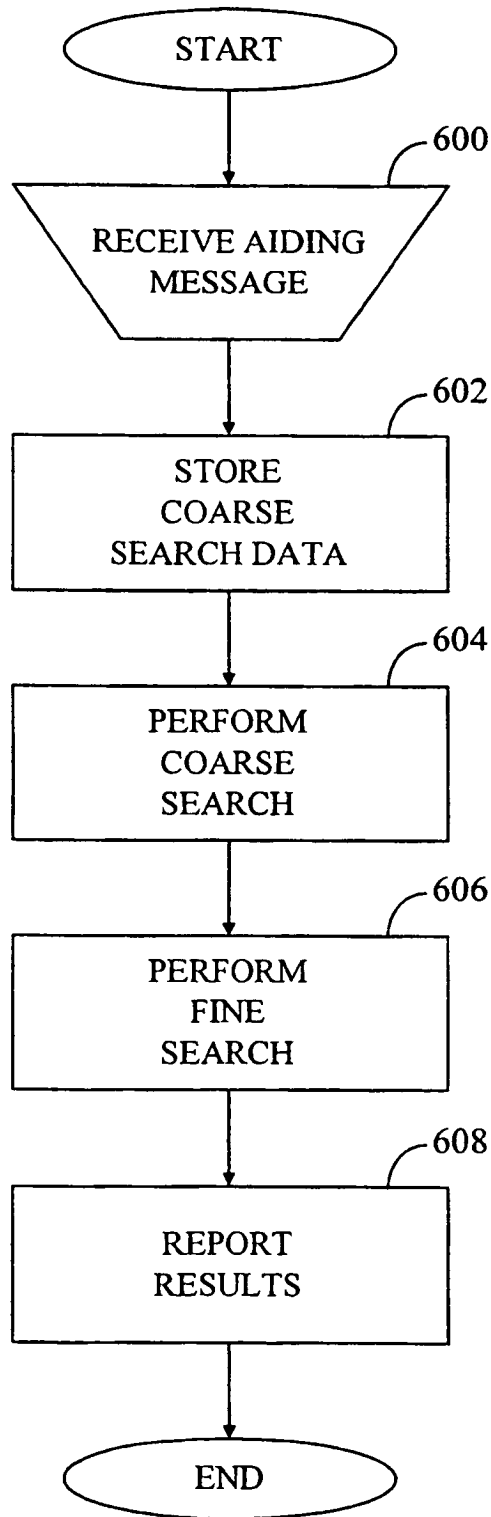 START
600
RECEIVE AIDING
MESSAGE
602
STORE
COARSE
SEARCH DATA
604
PERFORM
COARSE
SEARCH
606
PERFORM
FINE
SEARCH
608
REPORT
RESULTS
END